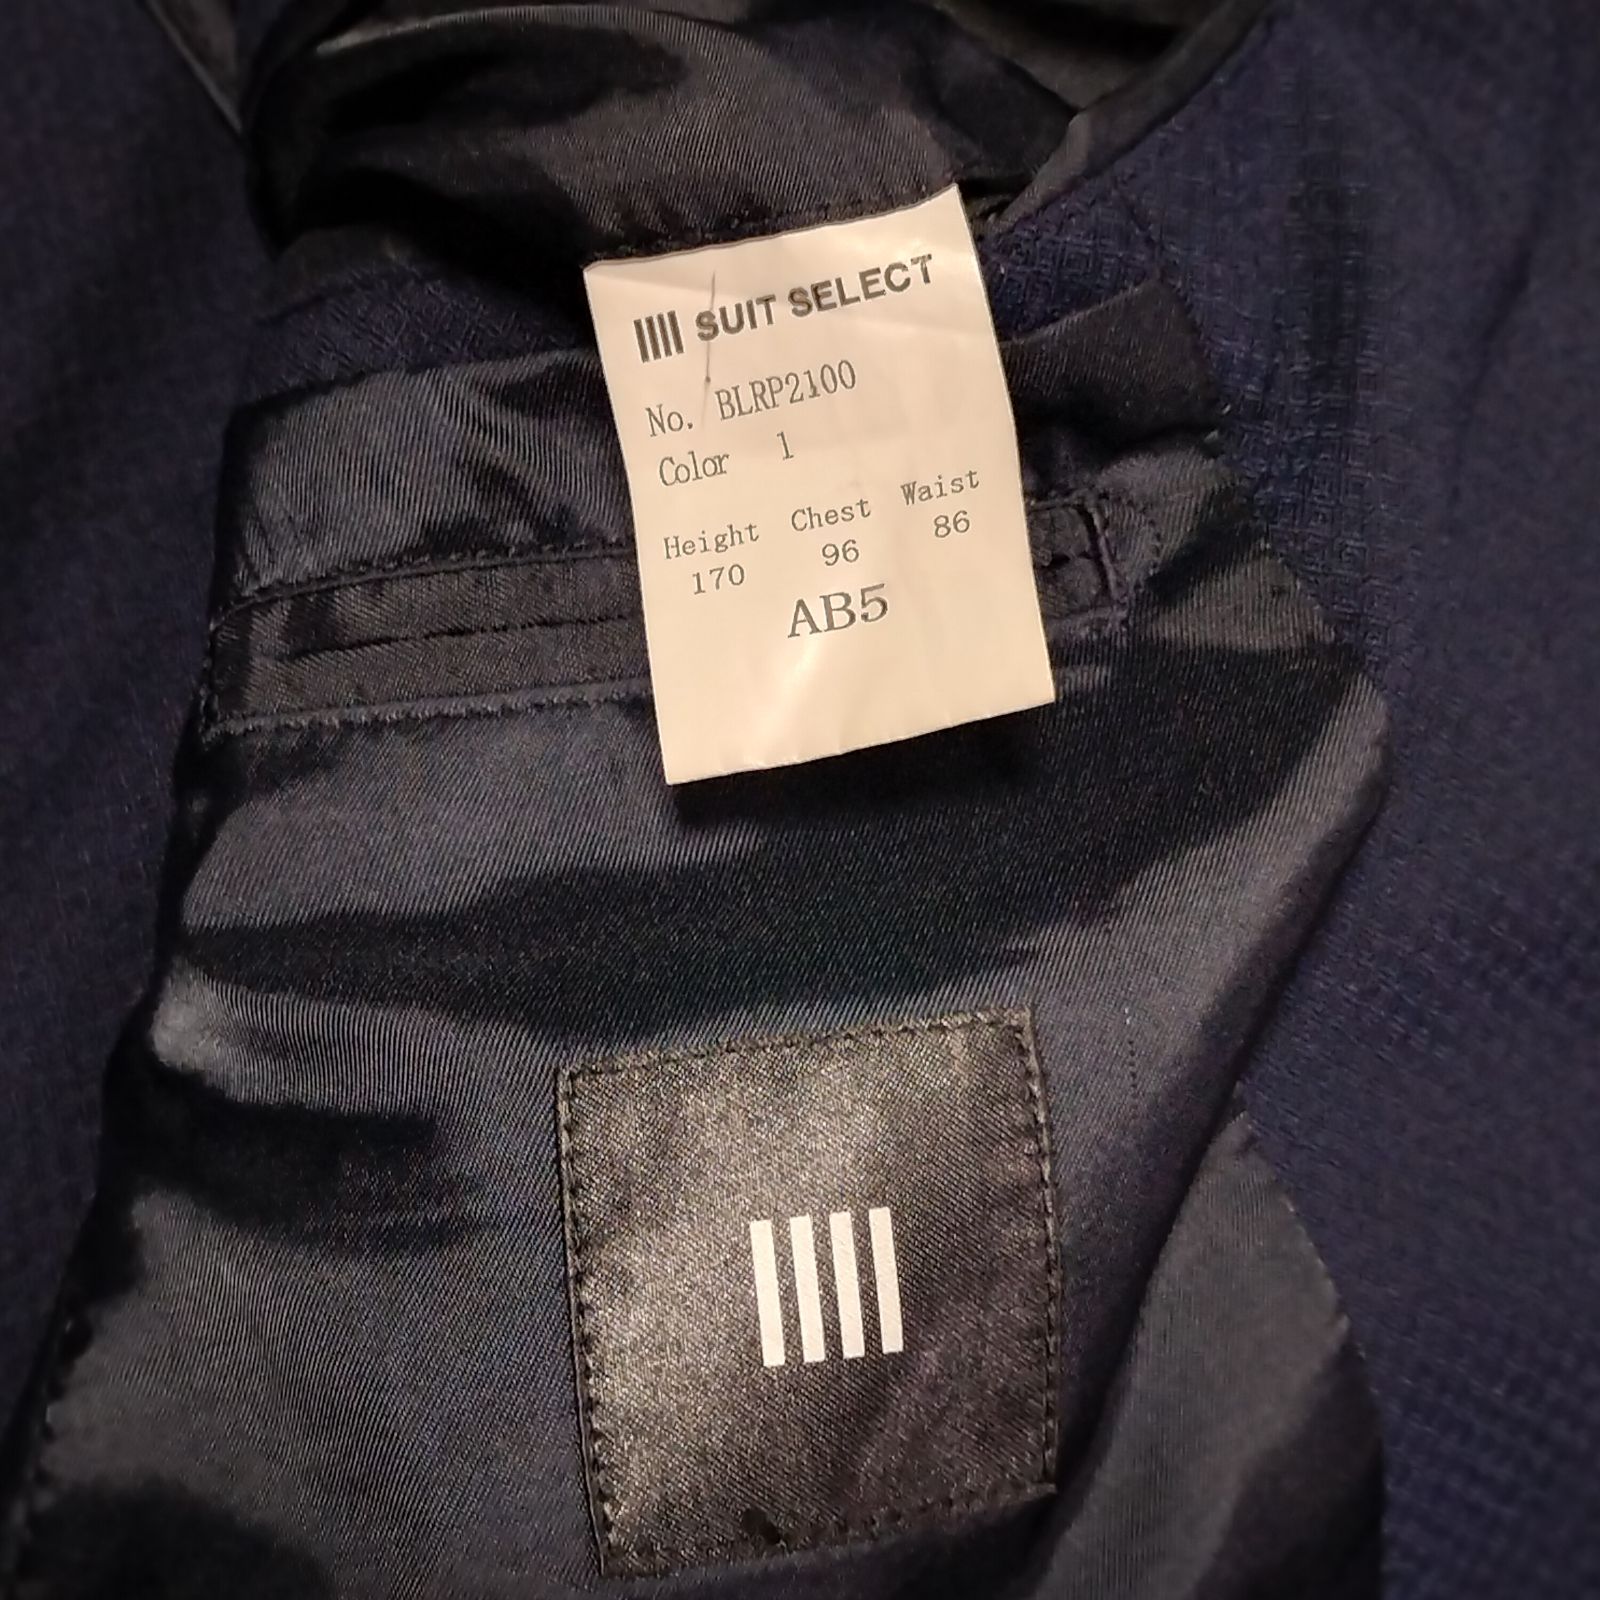 SUIT SELECT
No. BLRP2100
Color 1
Height Chest Waist
170 96 86
AB5